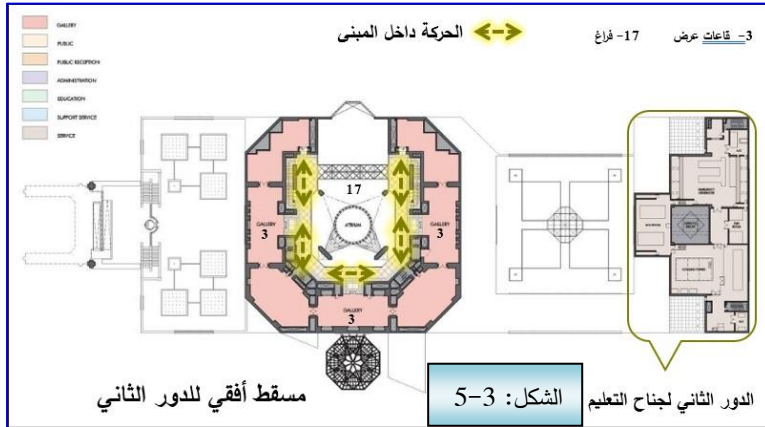 GALLERY
PUBLIC
PUBLIC RECEPTION
ADMINISTRATION
EDUCATION
SUPPORT SERVICE
SERVICE
الحركة داخل المبنى
3- قاعات عرض 17- فراغ
17
ATRIUM
GALLERY
3
GALLERY
3
GALLERY
3
مسقط أفقي للدور الثاني
الشكل: 3-5
الدور الثاني لجناح التعليم